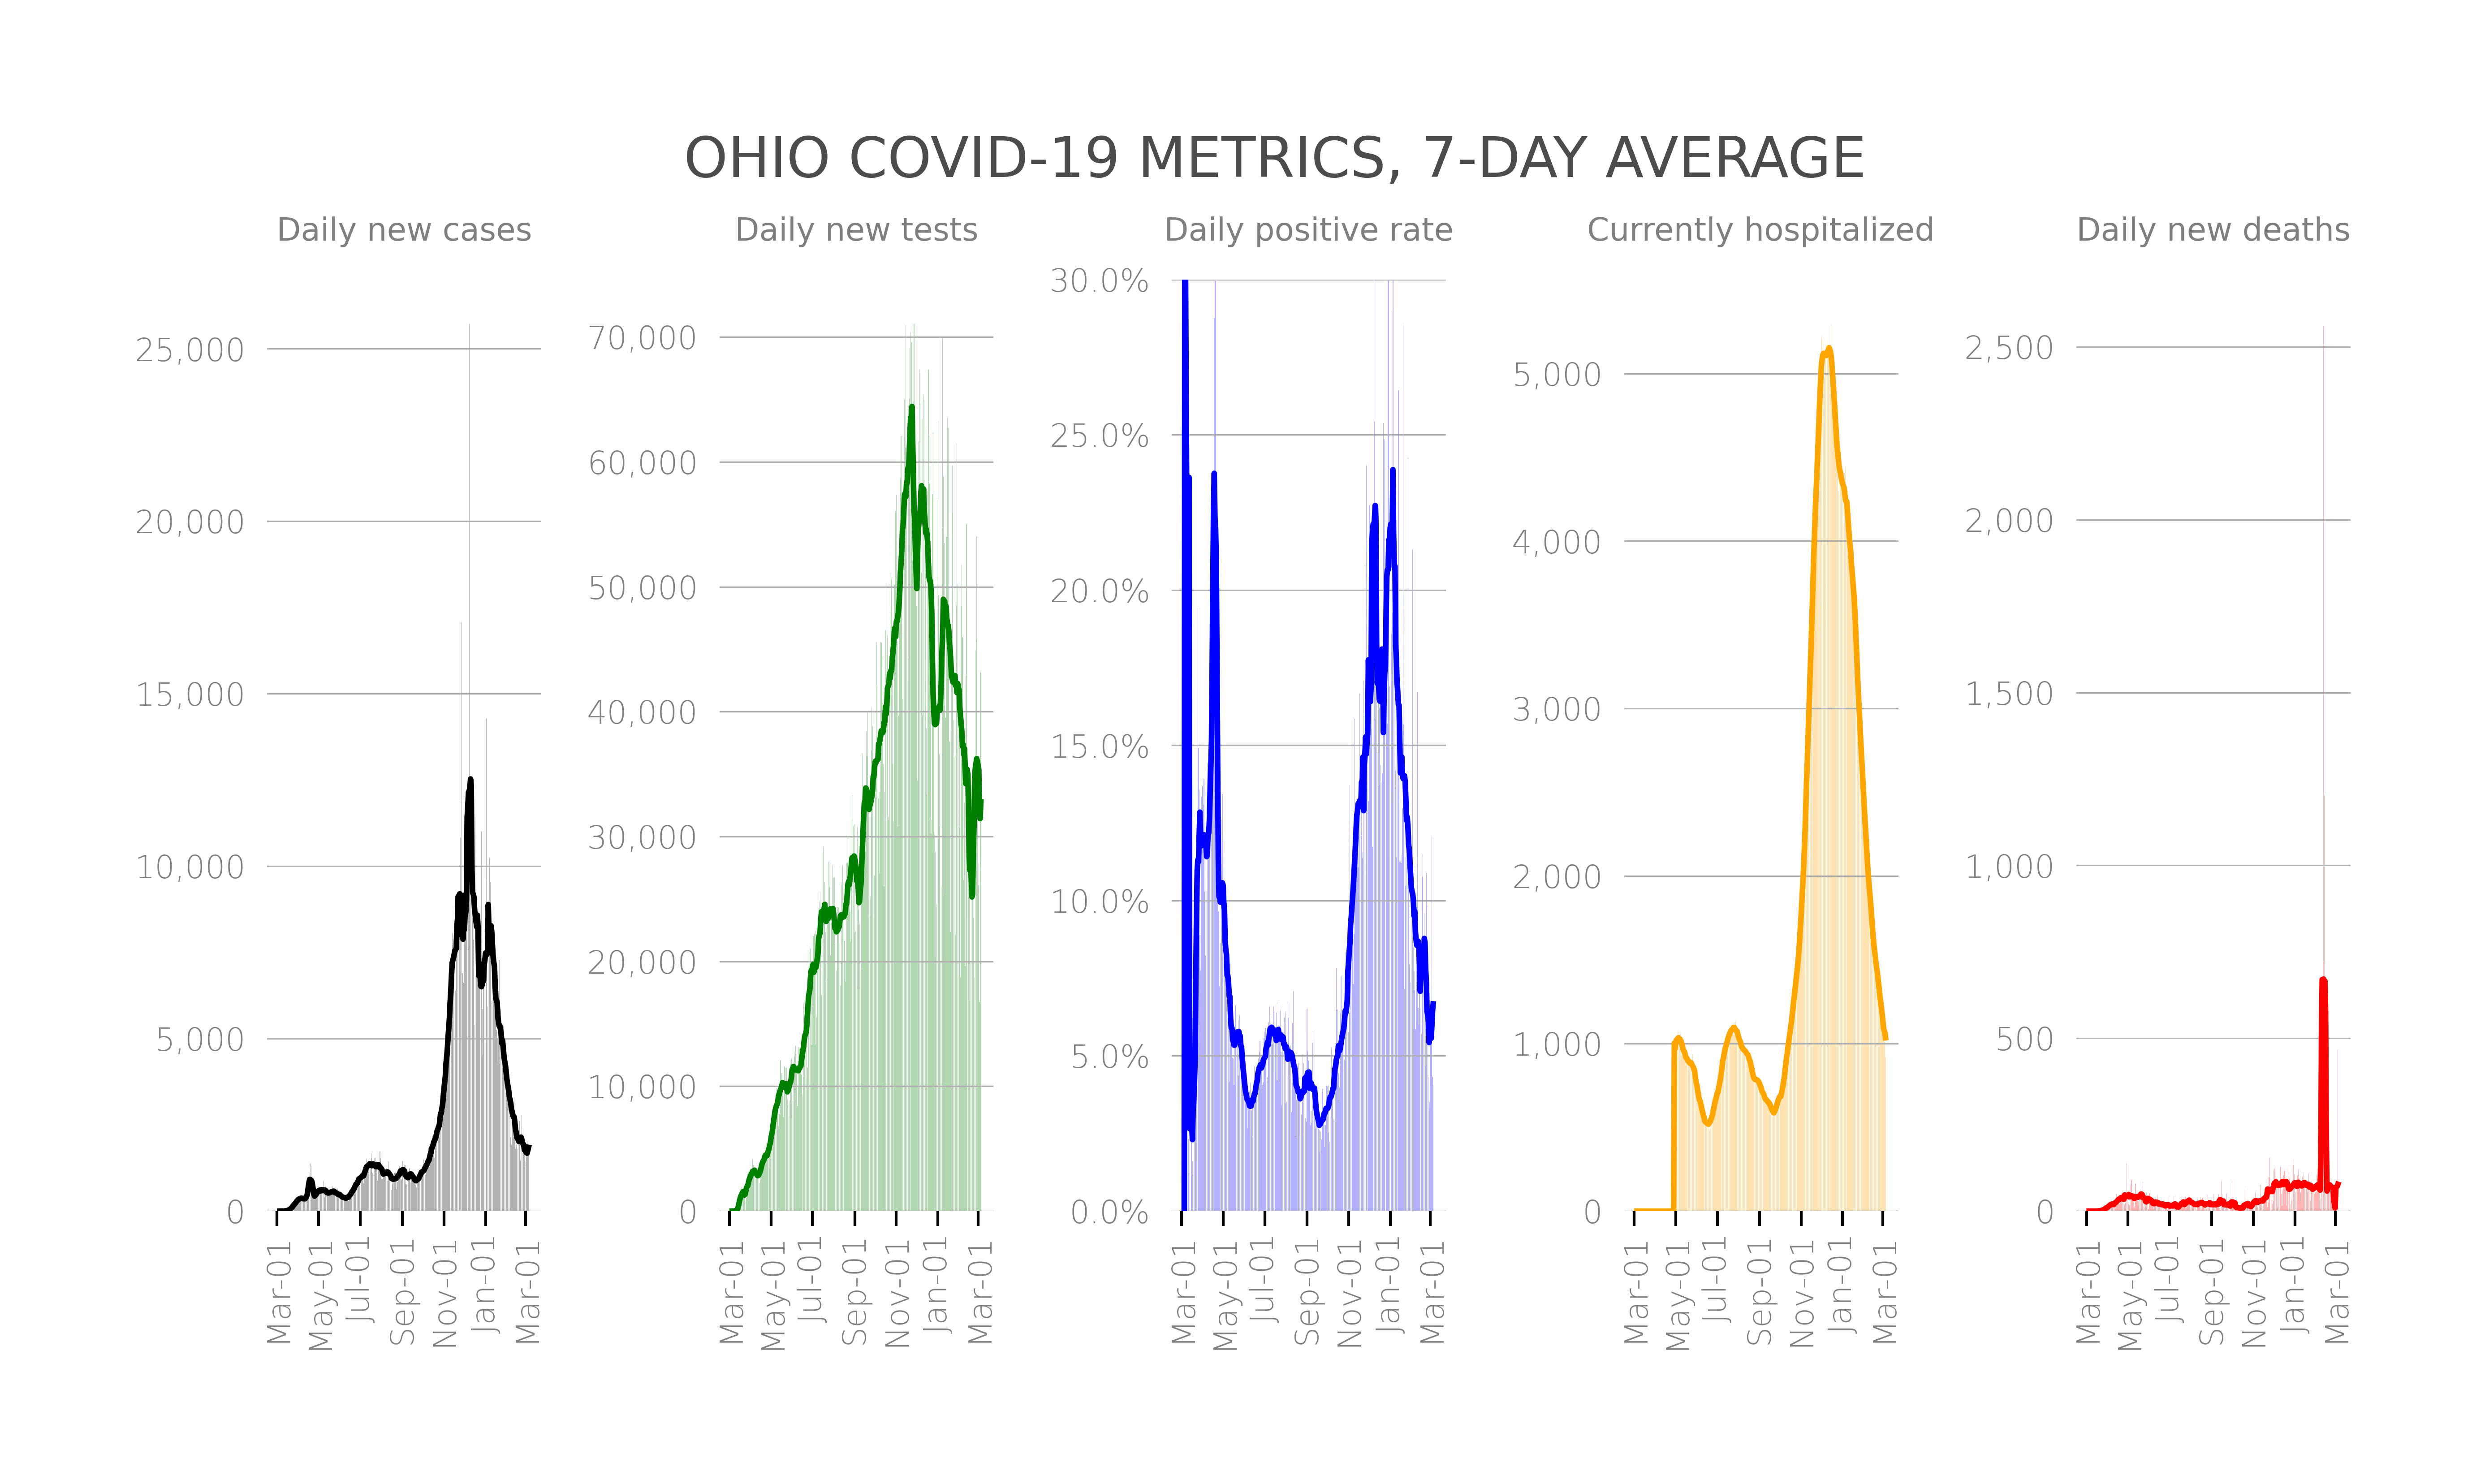 OHIO COVID-19 METRICS, 7-DAY AVERAGE
Daily new cases
25,000
20,000
15,000
10,000
5,000
0
Mar-01
May-01
Jul-01
Sep-01
Nov-01
Jan-01
Mar-01
Daily new tests
70,000
60,000
50,000
40,000
30,000
20,000
10,000
0
Mar-01
May-01
Jul-01
Sep-01
Nov-01
Jan-01
Mar-01
Daily positive rate
30.0%
25.0%
20.0%
15.0%
10.0%
5.0%
0.0%
Mar-01
May-01
Jul-01
Sep-01
Nov-01
Jan-01
Mar-01
Currently hospitalized
5,000
4,000
3,000
2,000
1,000
0
Mar-01
May-01
Jul-01
Sep-01
Nov-01
Jan-01
Mar-01
Daily new deaths
2,500
2,000
1,500
1,000
500
0
Mar-01
May-01
Jul-01
Sep-01
Nov-01
Jan-01
Mar-01